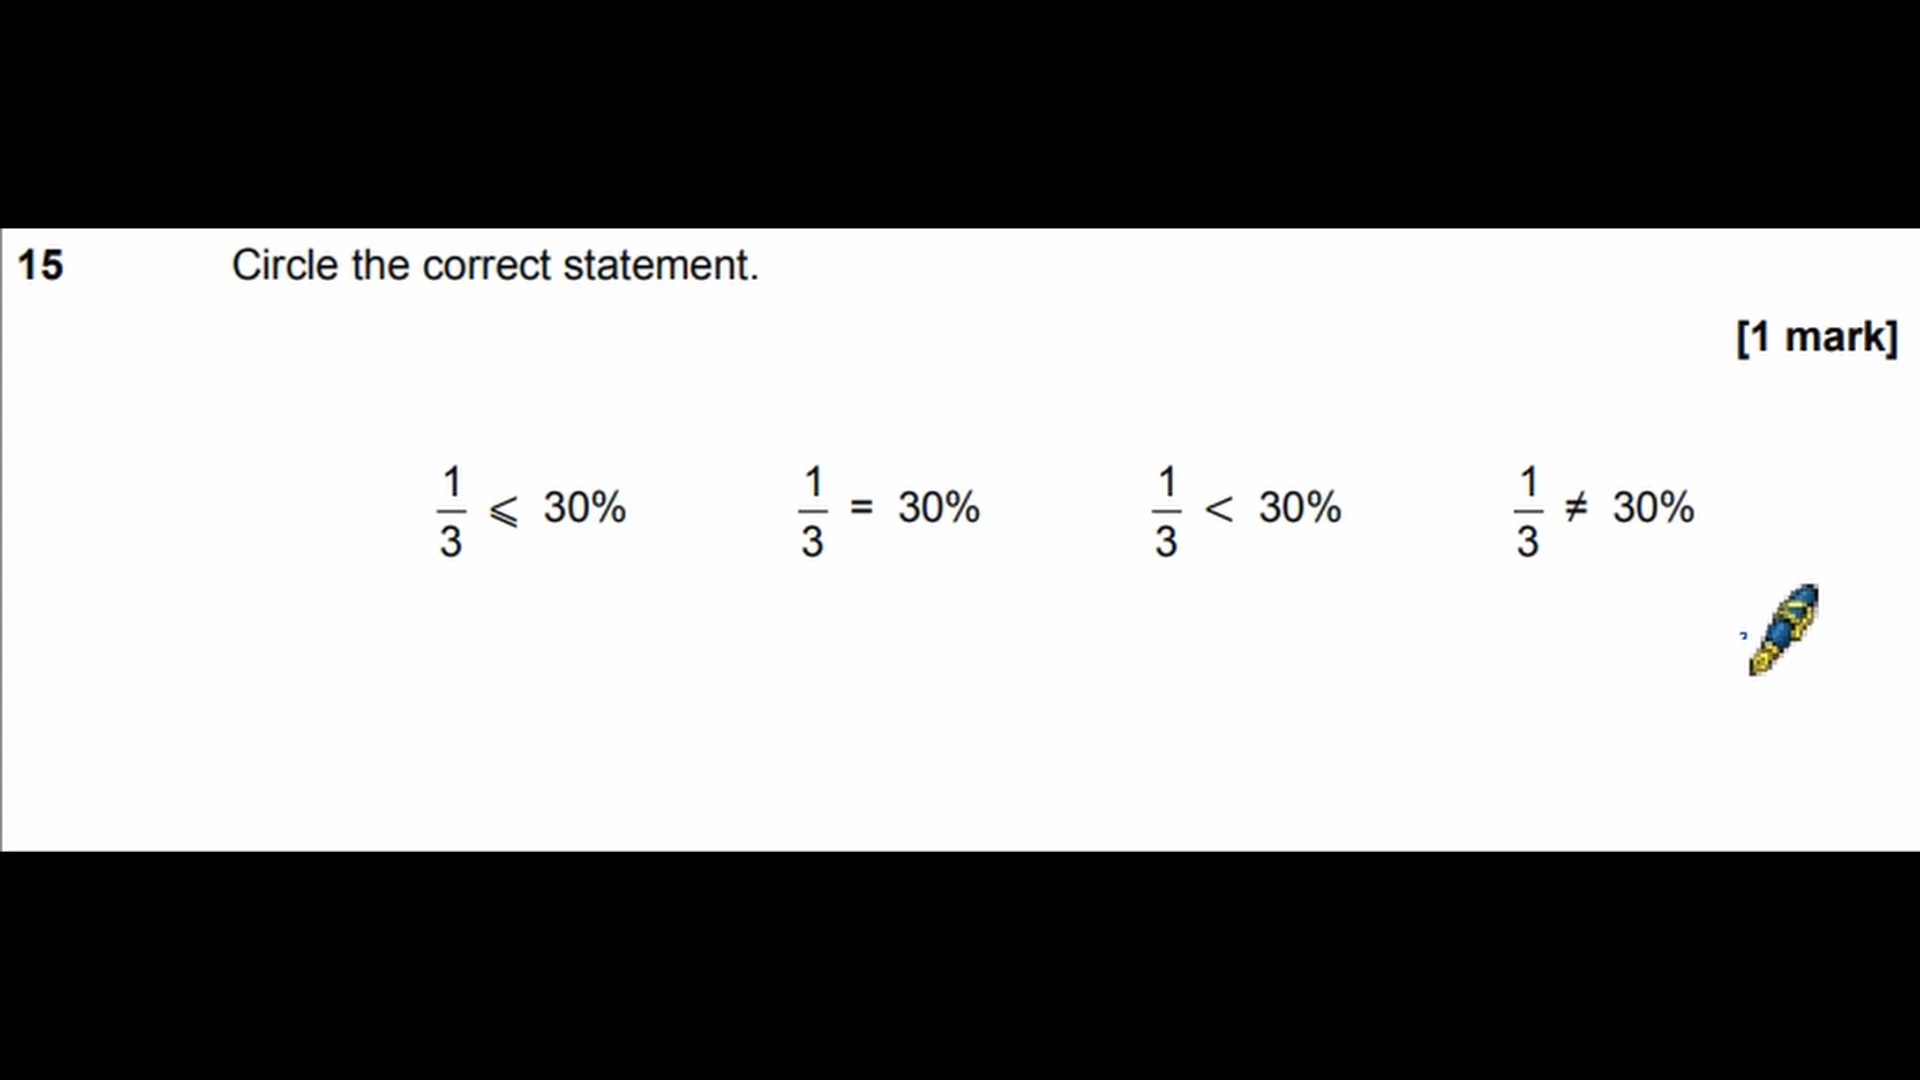 15 Circle the correct statement.
[1 mark]
1/3 ⩽ 30% 1/3 = 30% 1/3 < 30% 1/3 ≠ 30%